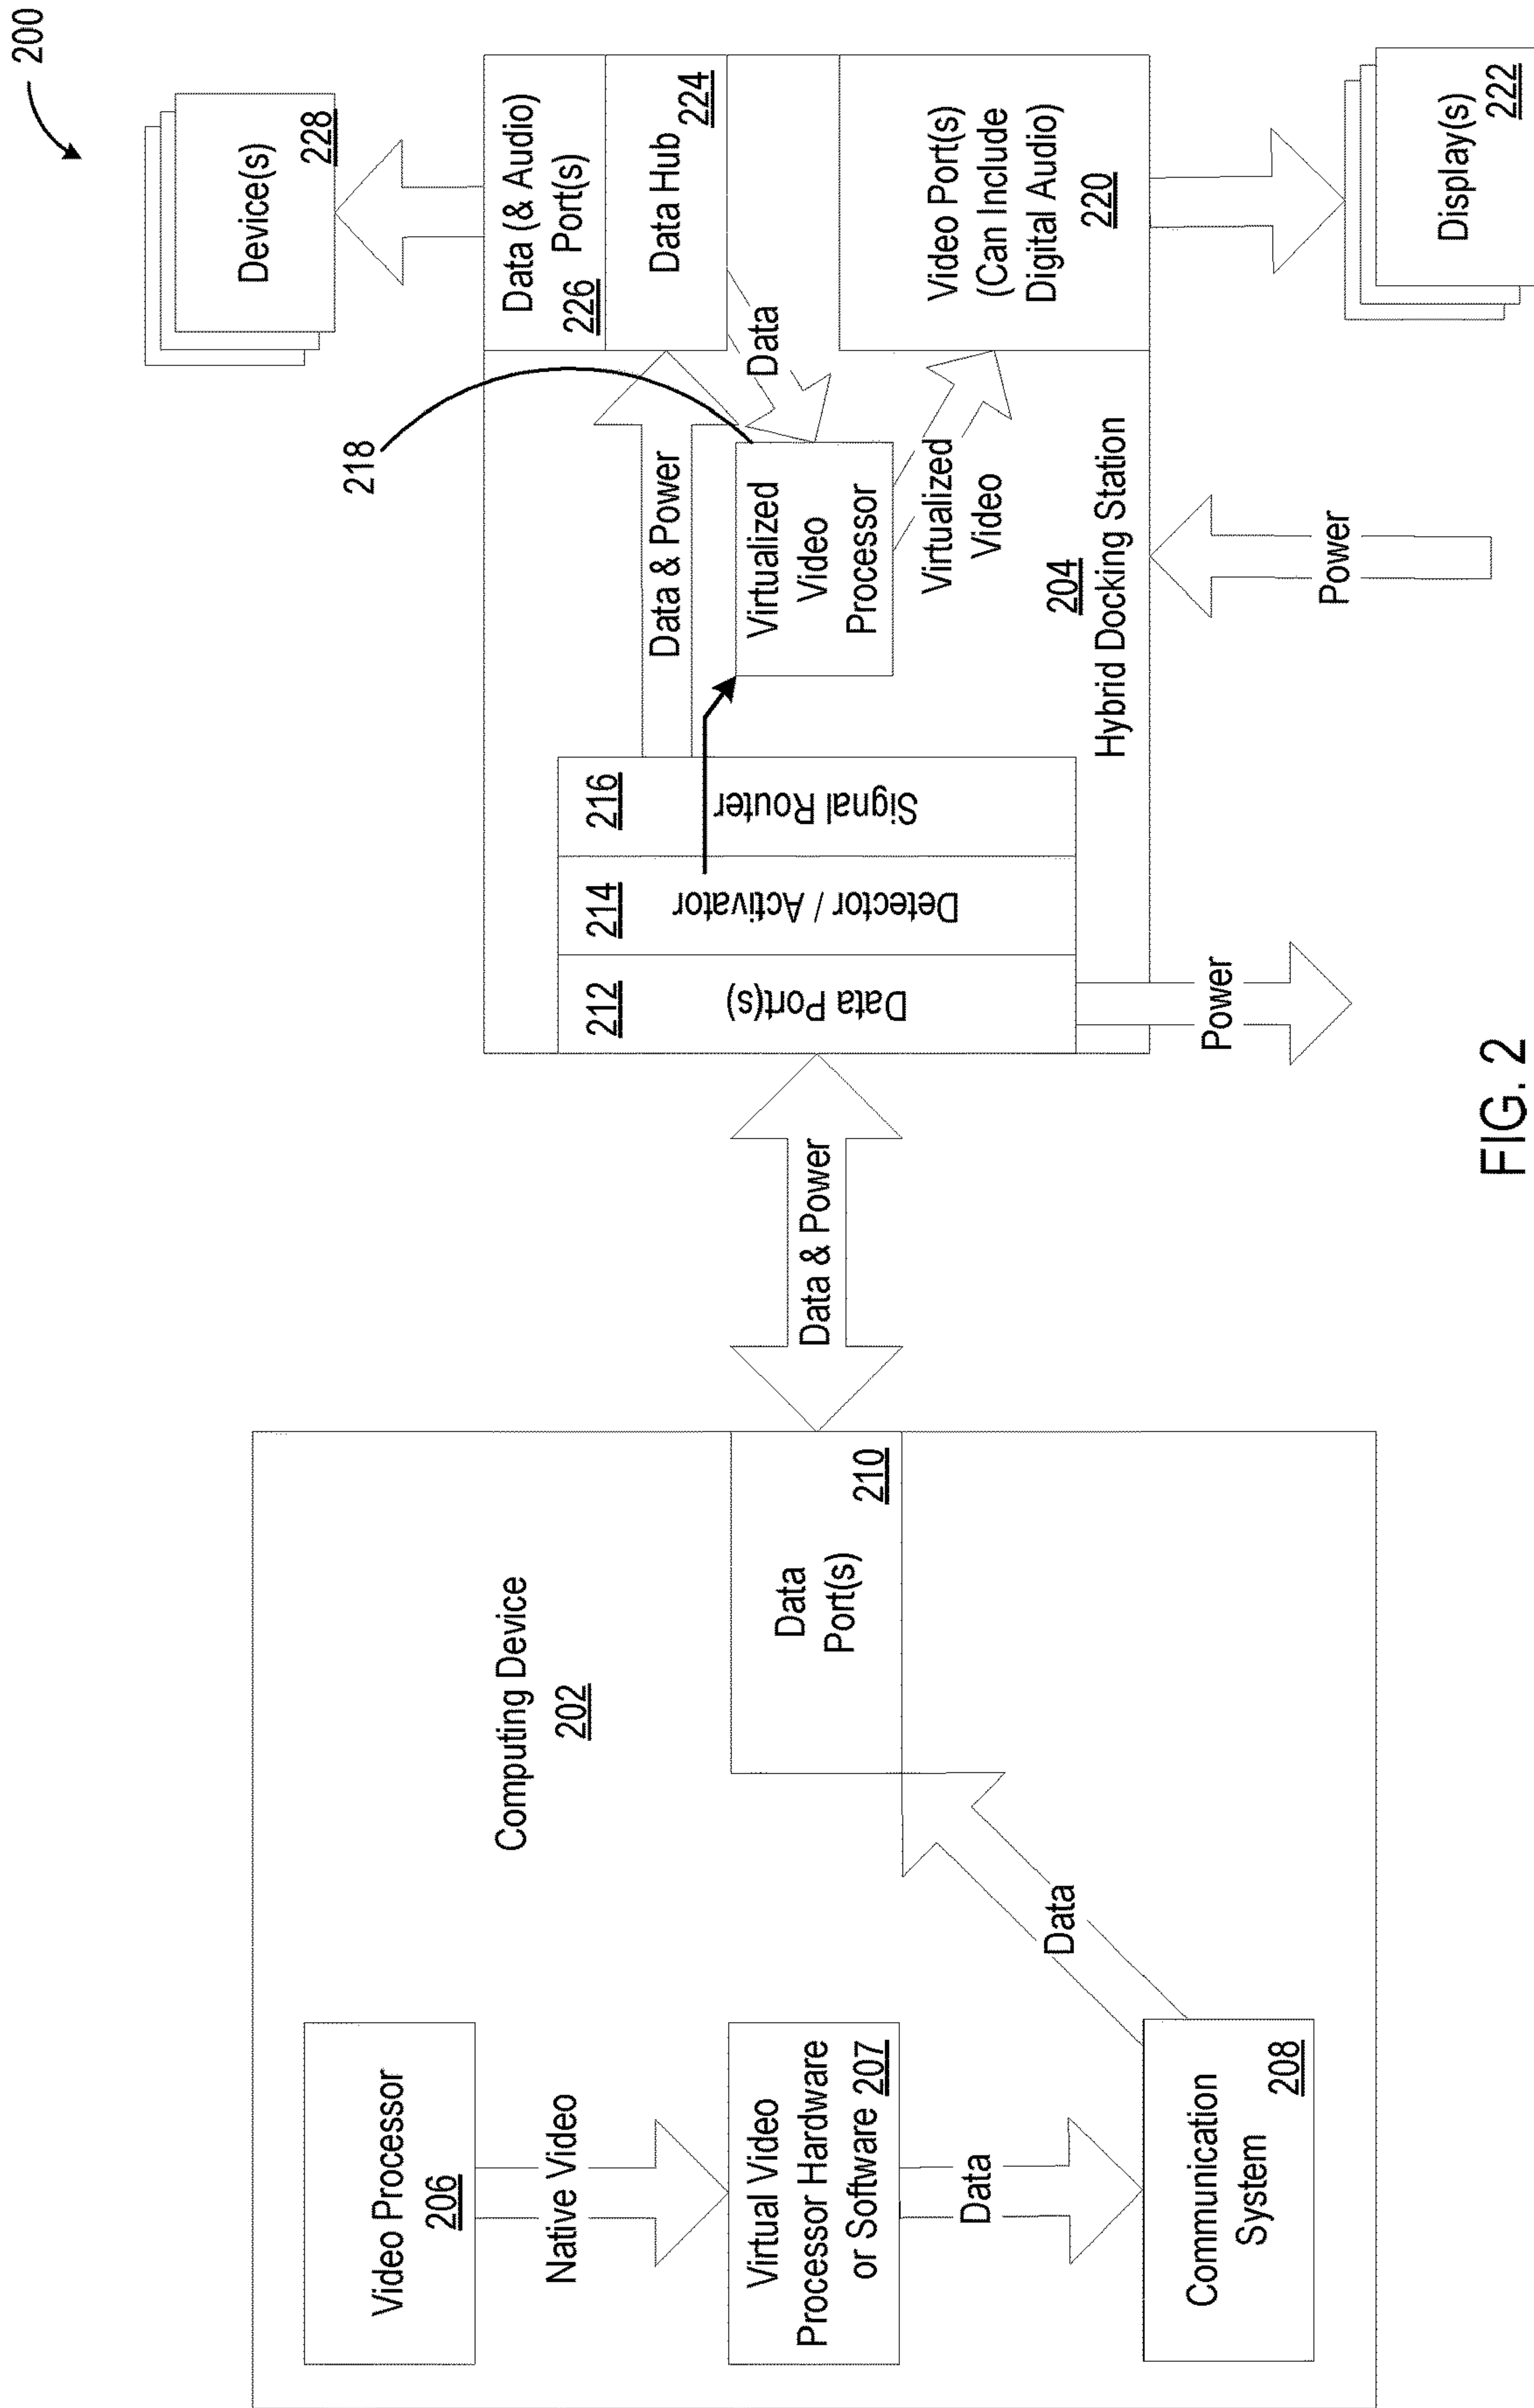 200
Computing Device
202
Video Processor
206
Native Video
Virtual Video
Processor Hardware
or Software 207
Data
Communication
System
208
Data
Data
Port(s)
210
Data & Power
Data Port(s)
212
Detector / Activator
214
Signal Router
216
Data & Power
218
Virtualized
Video
Processor
Data
Virtualized
Video
204
Hybrid Docking Station
Data (& Audio)
Port(s)
226
Data Hub
224
Video Port(s)
(Can Include
Digital Audio)
220
Device(s)
228
Display(s)
222
Power
Power
FIG. 2